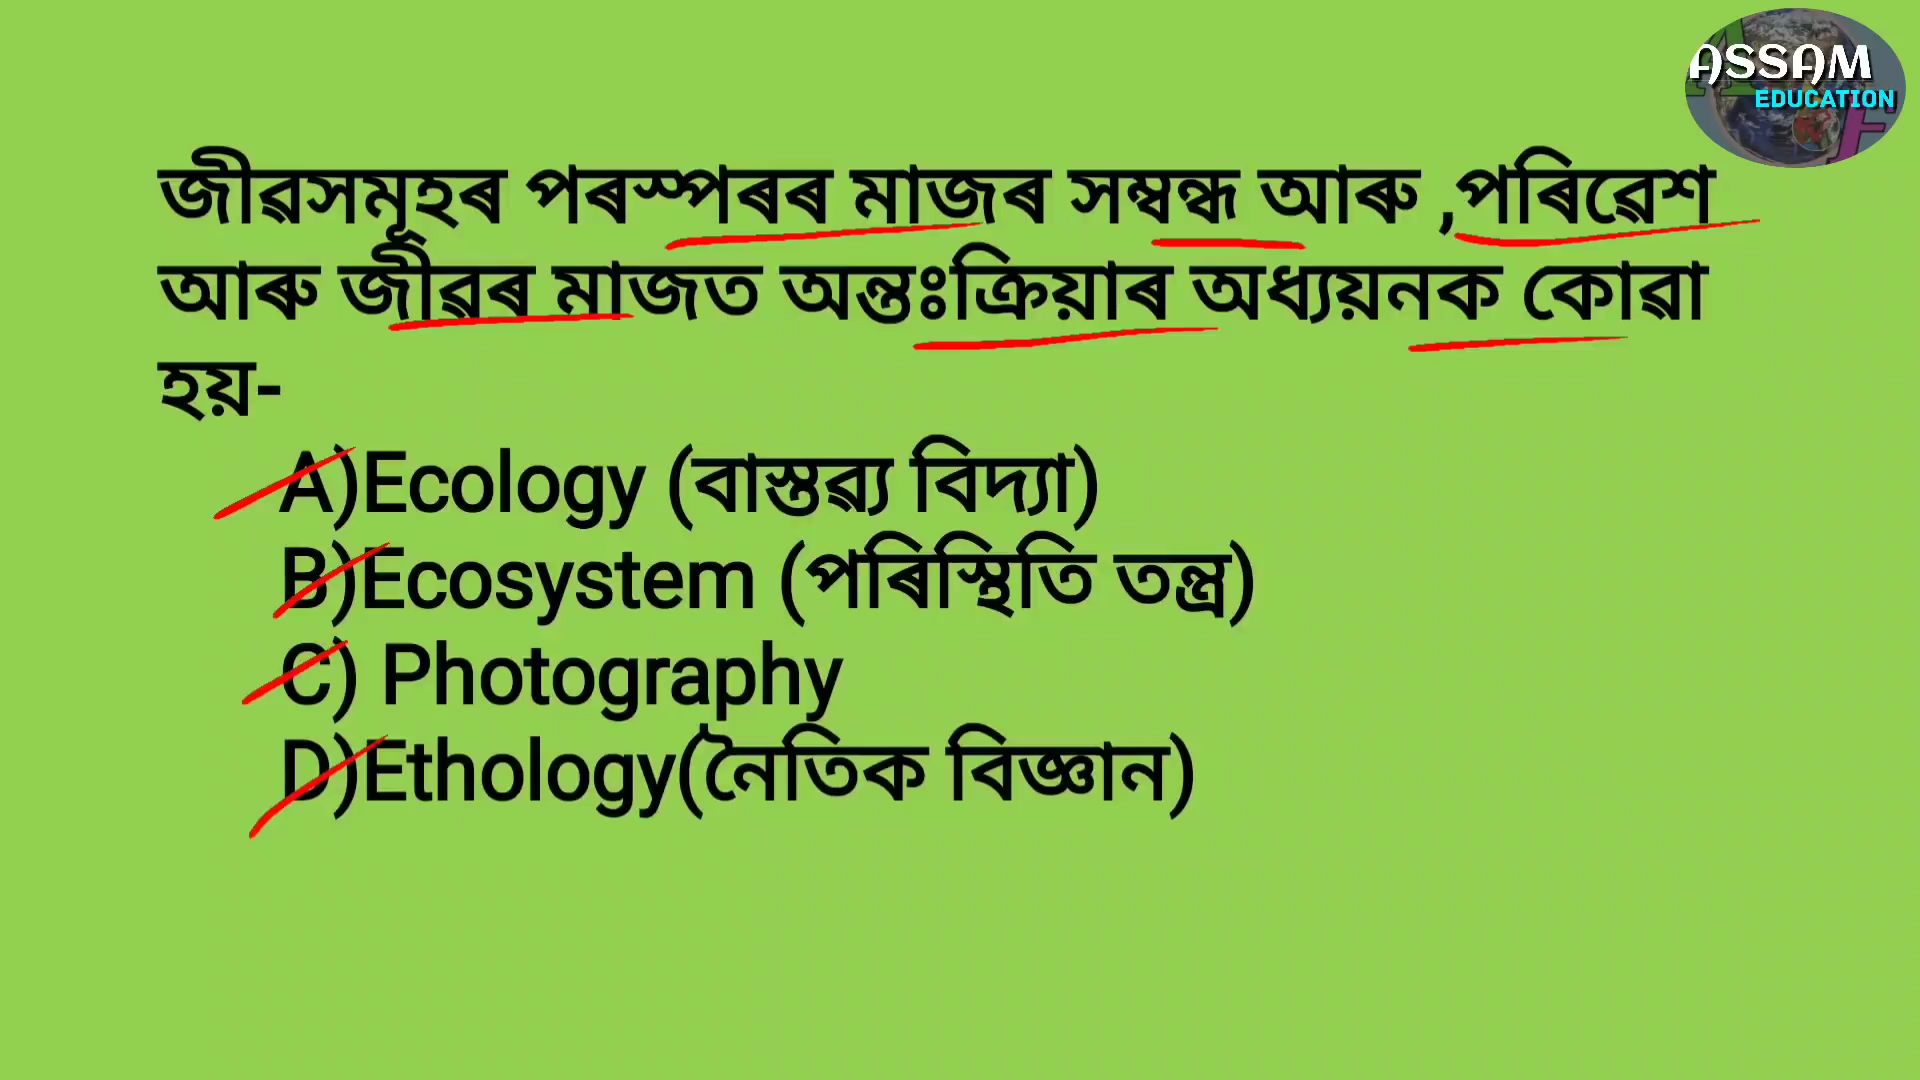 ASSAM
EDUCATION
জীৱসমূহৰ পৰস্পৰৰ মাজৰ সম্বন্ধ আৰু ,পৰিৱেশ
আৰু জীৱৰ মাজত অন্তঃক্ৰিয়াৰ অধ্যয়নক কোৱা
হয়-
A)Ecology (বাস্তৱ্য বিদ্যা)
B)Ecosystem (পৰিস্থিতি তন্ত্ৰ)
C) Photography
D)Ethology(নৈতিক বিজ্ঞান)